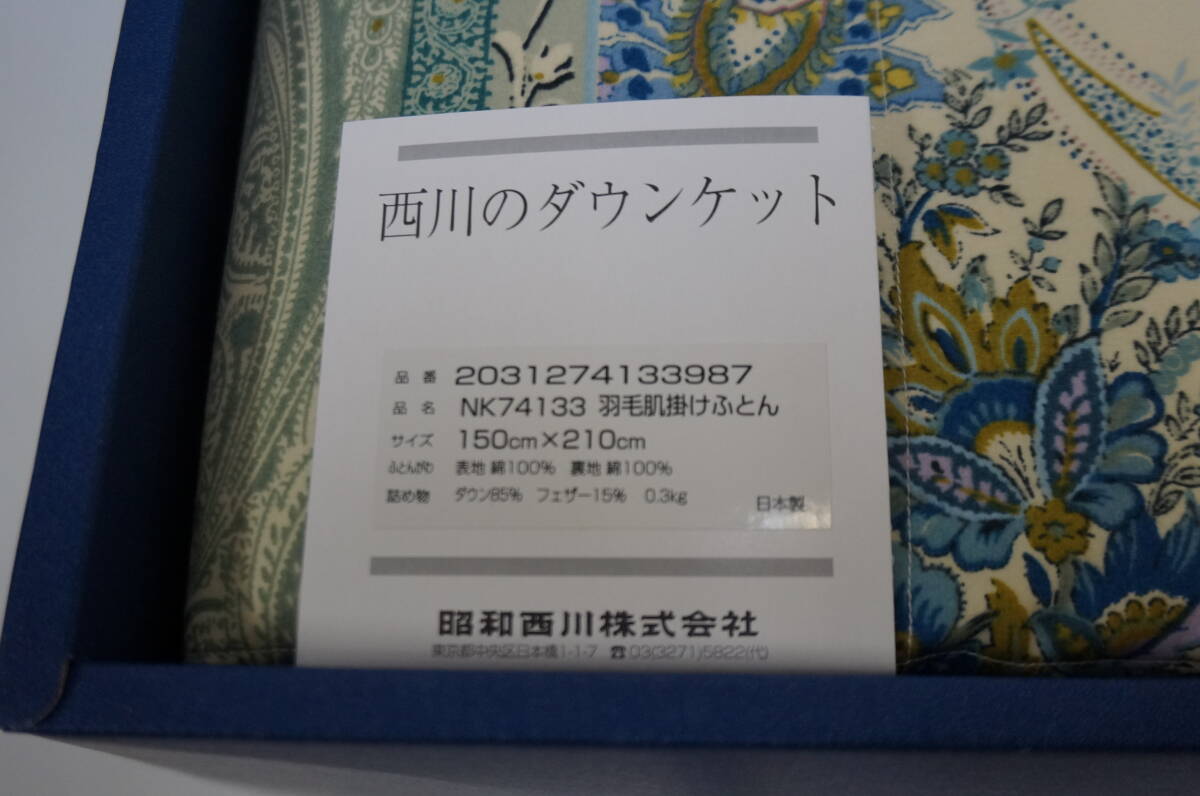 西川のダウンケット
品番 2031274133987
品名 NK74133 羽毛肌掛けふとん
サイズ 150cm×210cm
ふとんがわ 表地 綿100% 裏地 綿100%
詰め物 ダウン85% フェザー15% 0.3kg 日本製
昭和西川株式会社
東京都中央区日本橋1-1-7 ☎03(3271)5822(代)